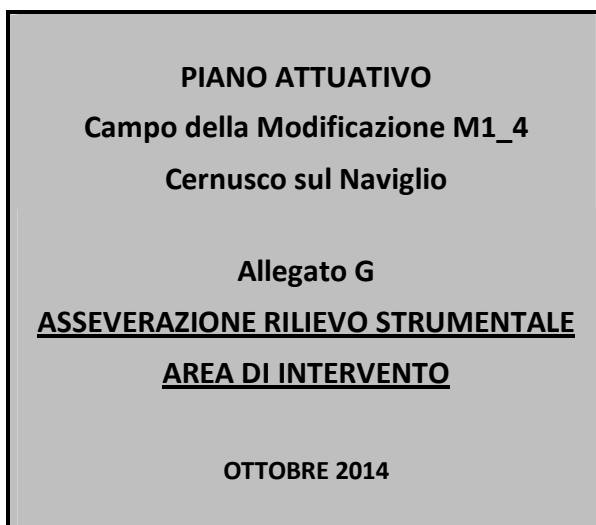 PIANO ATTUATIVO
Campo della Modificazione M1_4
Cernusco sul Naviglio
Allegato G
ASSEVERAZIONE RILIEVO STRUMENTALE
AREA DI INTERVENTO
OTTOBRE 2014